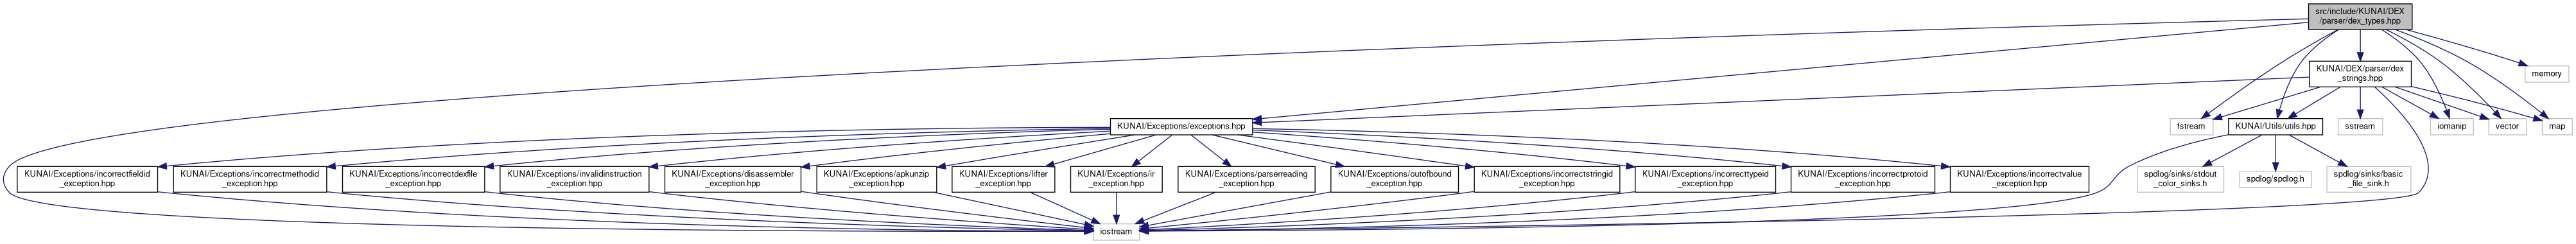 src/include/KUNAI/DEX
/parser/dex_types.hpp
KUNAI/DEX/parser/dex
_strings.hpp
memory
KUNAI/Exceptions/exceptions.hpp
fstream
KUNAI/Utils/utils.hpp
sstream
iomanip
vector
map
KUNAI/Exceptions/incorrectfieldid
_exception.hpp
KUNAI/Exceptions/incorrectmethodid
_exception.hpp
KUNAI/Exceptions/incorrectdexfile
_exception.hpp
KUNAI/Exceptions/invalidinstruction
_exception.hpp
KUNAI/Exceptions/disassembler
_exception.hpp
KUNAI/Exceptions/apkunzip
_exception.hpp
KUNAI/Exceptions/lifter
_exception.hpp
KUNAI/Exceptions/ir
_exception.hpp
KUNAI/Exceptions/parserreading
_exception.hpp
KUNAI/Exceptions/outofbound
_exception.hpp
KUNAI/Exceptions/incorrectstringid
_exception.hpp
KUNAI/Exceptions/incorrecttypeid
_exception.hpp
KUNAI/Exceptions/incorrectprotoid
_exception.hpp
KUNAI/Exceptions/incorrectvalue
_exception.hpp
spdlog/sinks/stdout
_color_sinks.h
spdlog/spdlog.h
spdlog/sinks/basic
_file_sink.h
iostream